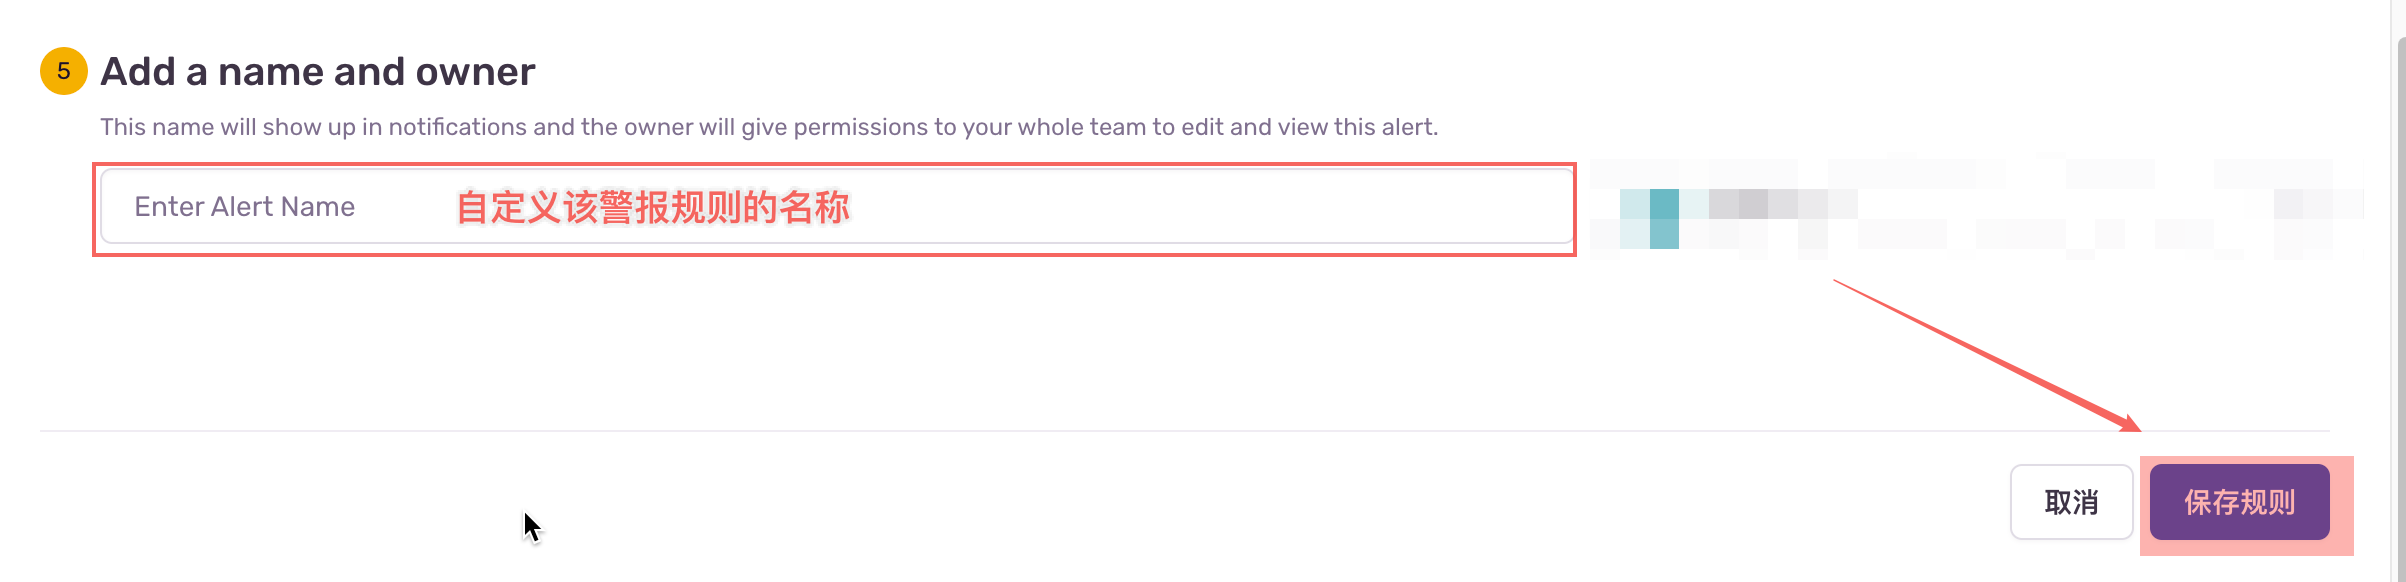 5 Add a name and owner
This name will show up in notifications and the owner will give permissions to your whole team to edit and view this alert.
Enter Alert Name 自定义该警报规则的名称
取消 保存规则